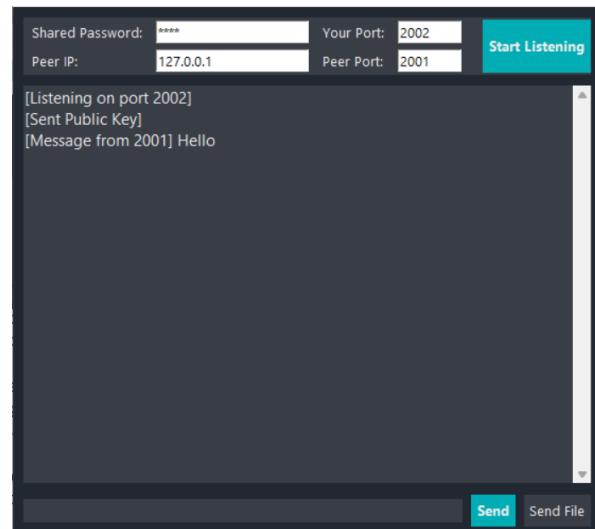 Shared Password: **** Your Port: 2002 Start Listening
Peer IP: 127.0.0.1 Peer Port: 2001
[Listening on port 2002]
[Sent Public Key]
[Message from 2001] Hello
Send Send File